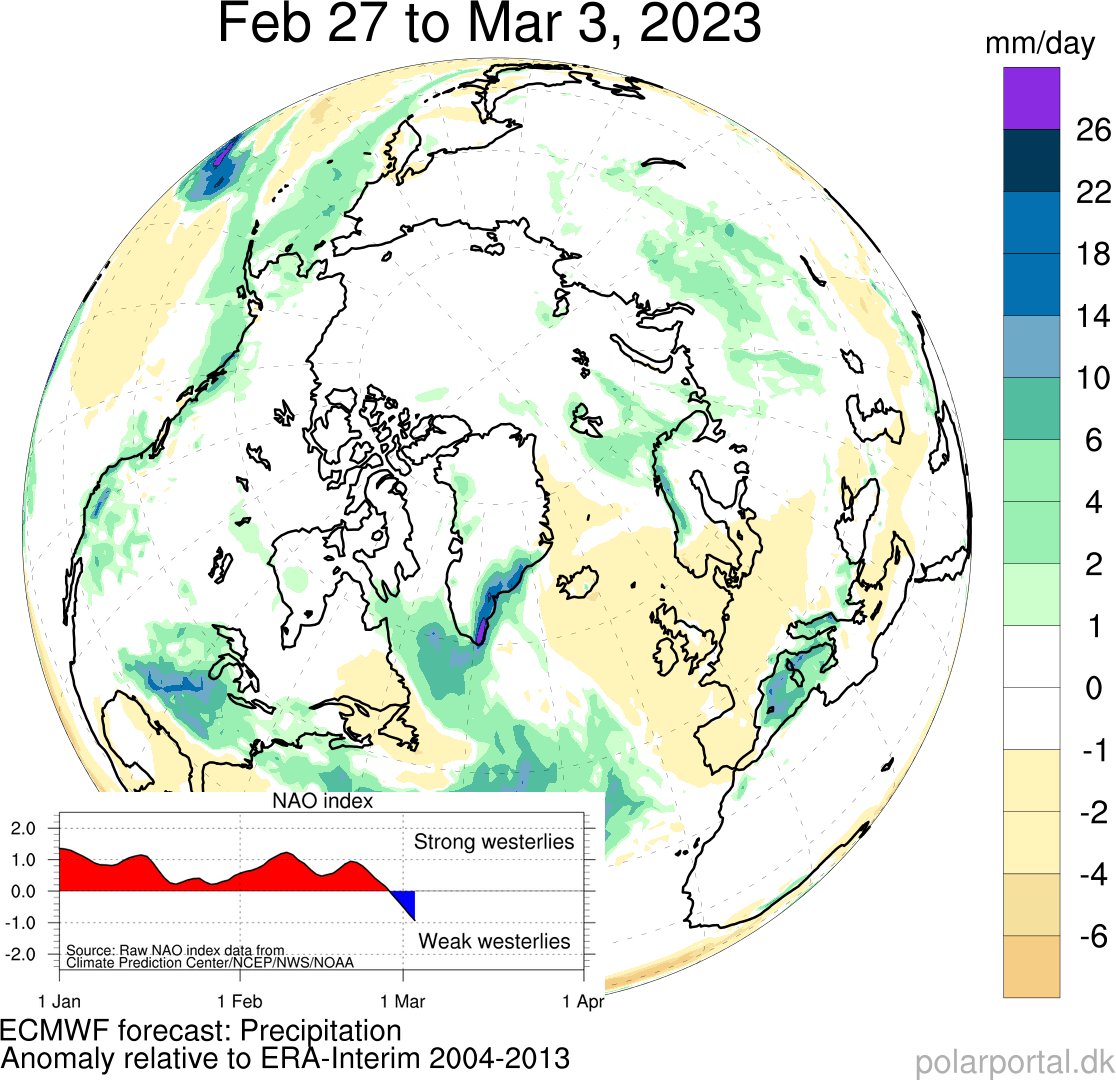 Feb 27 to Mar 3, 2023
mm/day
26
22
18
14
10
6
4
2
1
0
-1
-2
-4
-6
NAO index
2.0
1.0
0.0
-1.0
-2.0
Strong westerlies
Weak westerlies
Source: Raw NAO index data from
Climate Prediction Center/NCEP/NWS/NOAA
1 Jan 1 Feb 1 Mar 1 Apr
ECMWF forecast: Precipitation
Anomaly relative to ERA-Interim 2004-2013
polarportal.dk